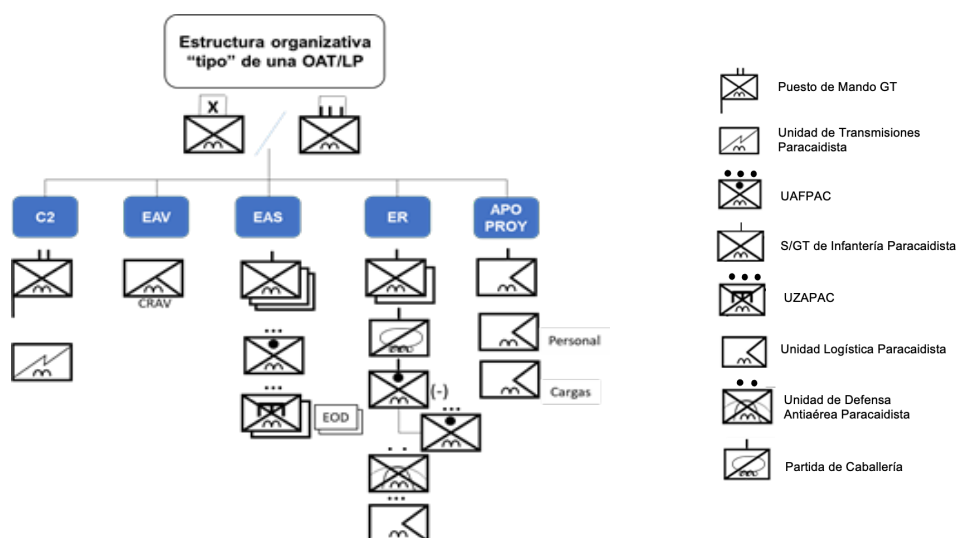 Estructura organizativa
“tipo” de una OAT/LP
X
C2
EAV
EAS
ER
APO
PROY
CRAV
Personal
(-)
Cargas
EOD
Puesto de Mando GT
Unidad de Transmisiones
Paracaidista
UAFPAC
S/GT de Infantería Paracaidista
UZAPAC
Unidad Logística Paracaidista
Unidad de Defensa
Antiaérea Paracaidista
Partida de Caballería